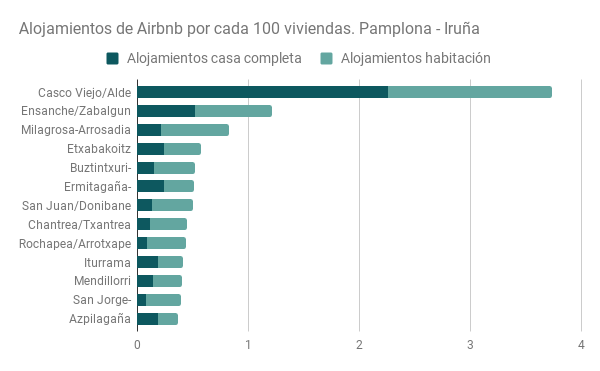 Alojamientos de Airbnb por cada 100 viviendas. Pamplona - Iruña
Alojamientos casa completa
Alojamientos habitación
Casco Viejo/Alde
Ensanche/Zabalgun
Milagrosa-Arrosadia
Etxabakoitz
Buztintxuri-
Ermitagaña-
San Juan/Donibane
Chantrea/Txantrea
Rochapea/Arrotxape
Iturrama
Mendillorri
San Jorge-
Azpilagaña
0 1 2 3 4